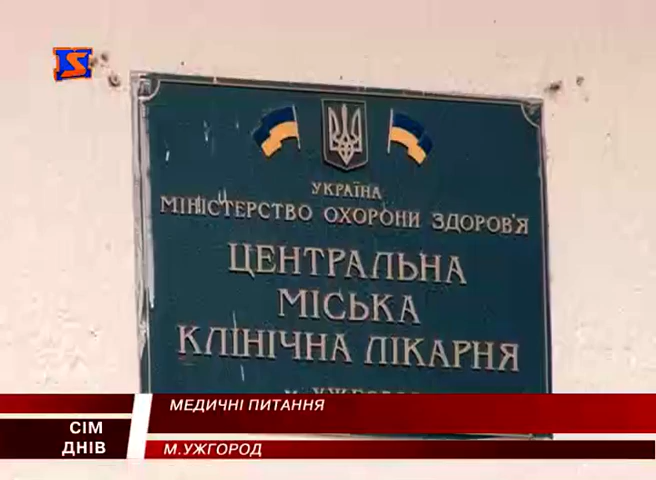 УКРАЇНА
МІНІСТЕРСТВО ОХОРОНИ ЗДОРОВ'Я
ЦЕНТРАЛЬНА
МІСЬКА
КЛІНІЧНА ЛІКАРНЯ
МЕДИЧНІ ПИТАННЯ
СІМ
ДНІВ
М.УЖГОРОД